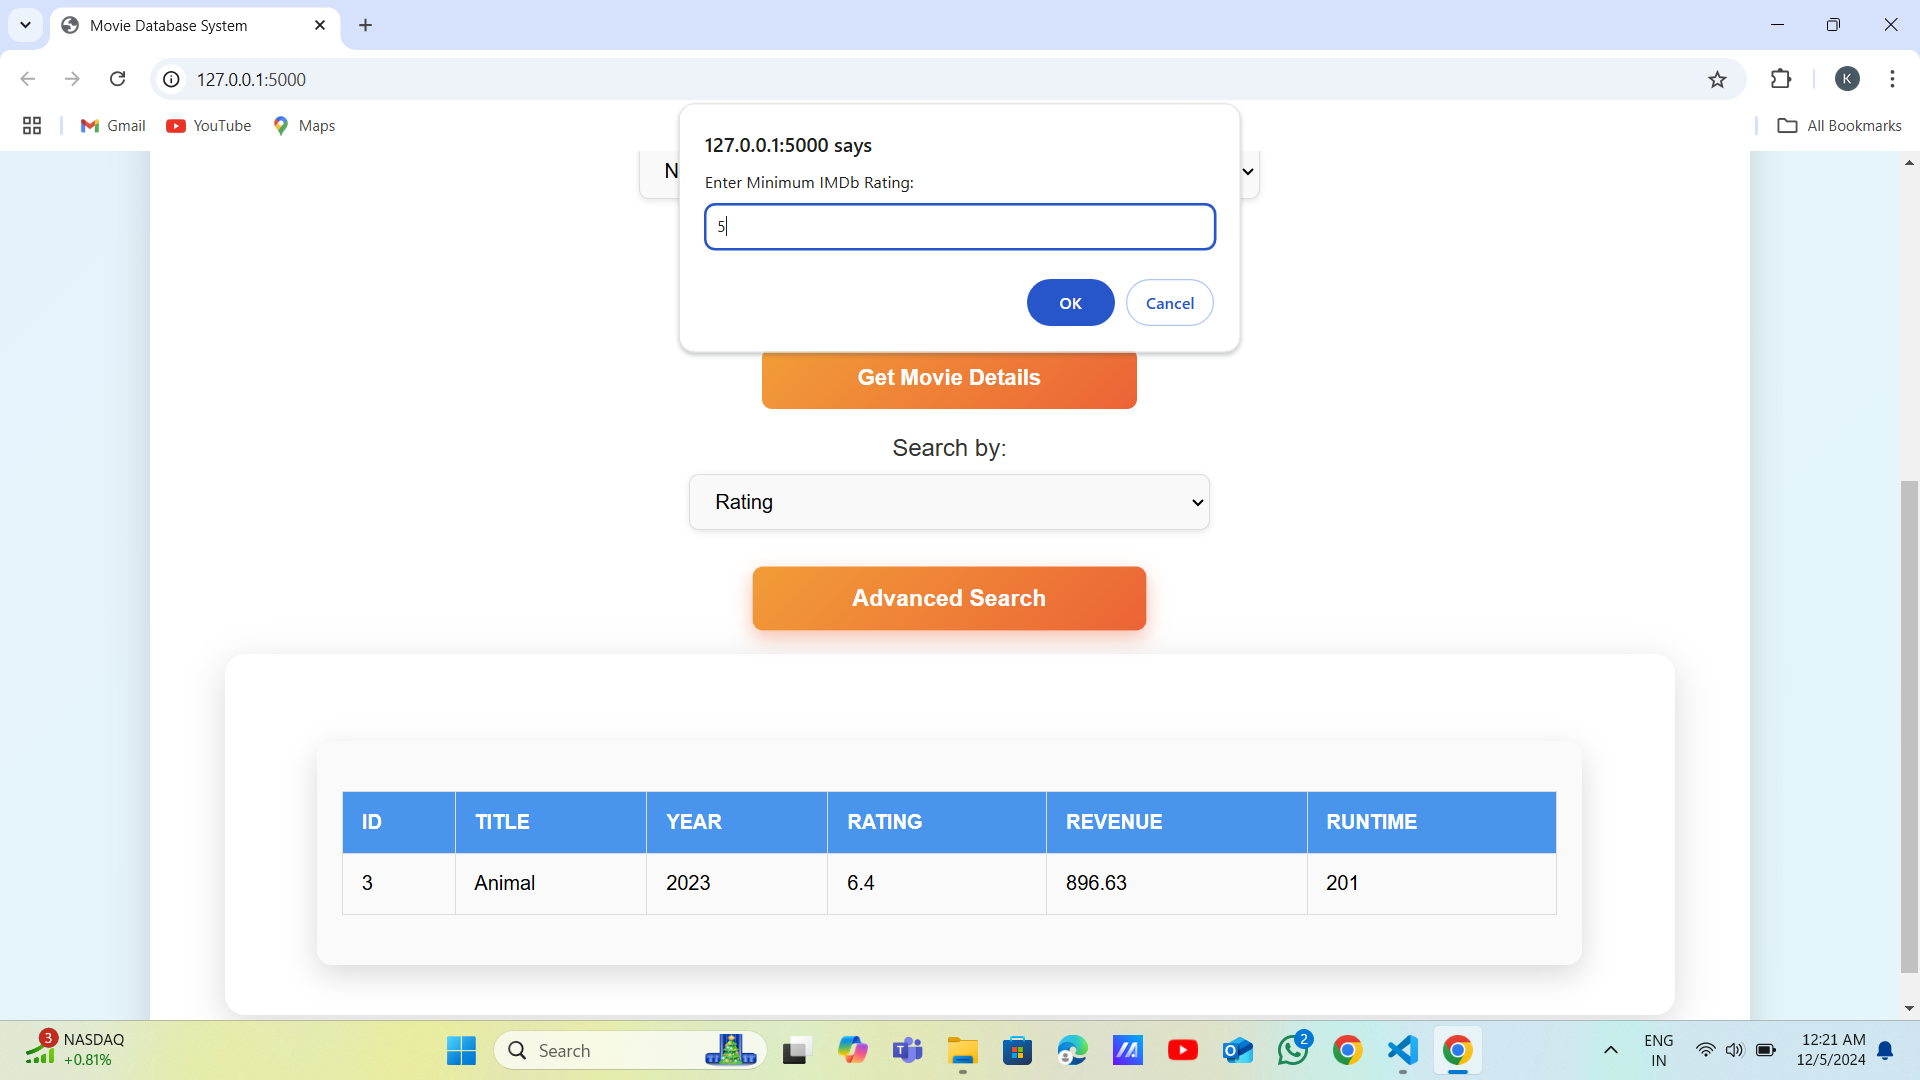 Movie Database System
127.0.0.1:5000
K
Gmail
YouTube
Maps
All Bookmarks
127.0.0.1:5000 says
Enter Minimum IMDb Rating:
5
OK
Cancel
N
Get Movie Details
Search by:
Rating
Advanced Search
ID TITLE YEAR RATING REVENUE RUNTIME
3 Animal 2023 6.4 896.63 201
3
NASDAQ
+0.81%
Search
2
ENG
IN
12:21 AM
12/5/2024